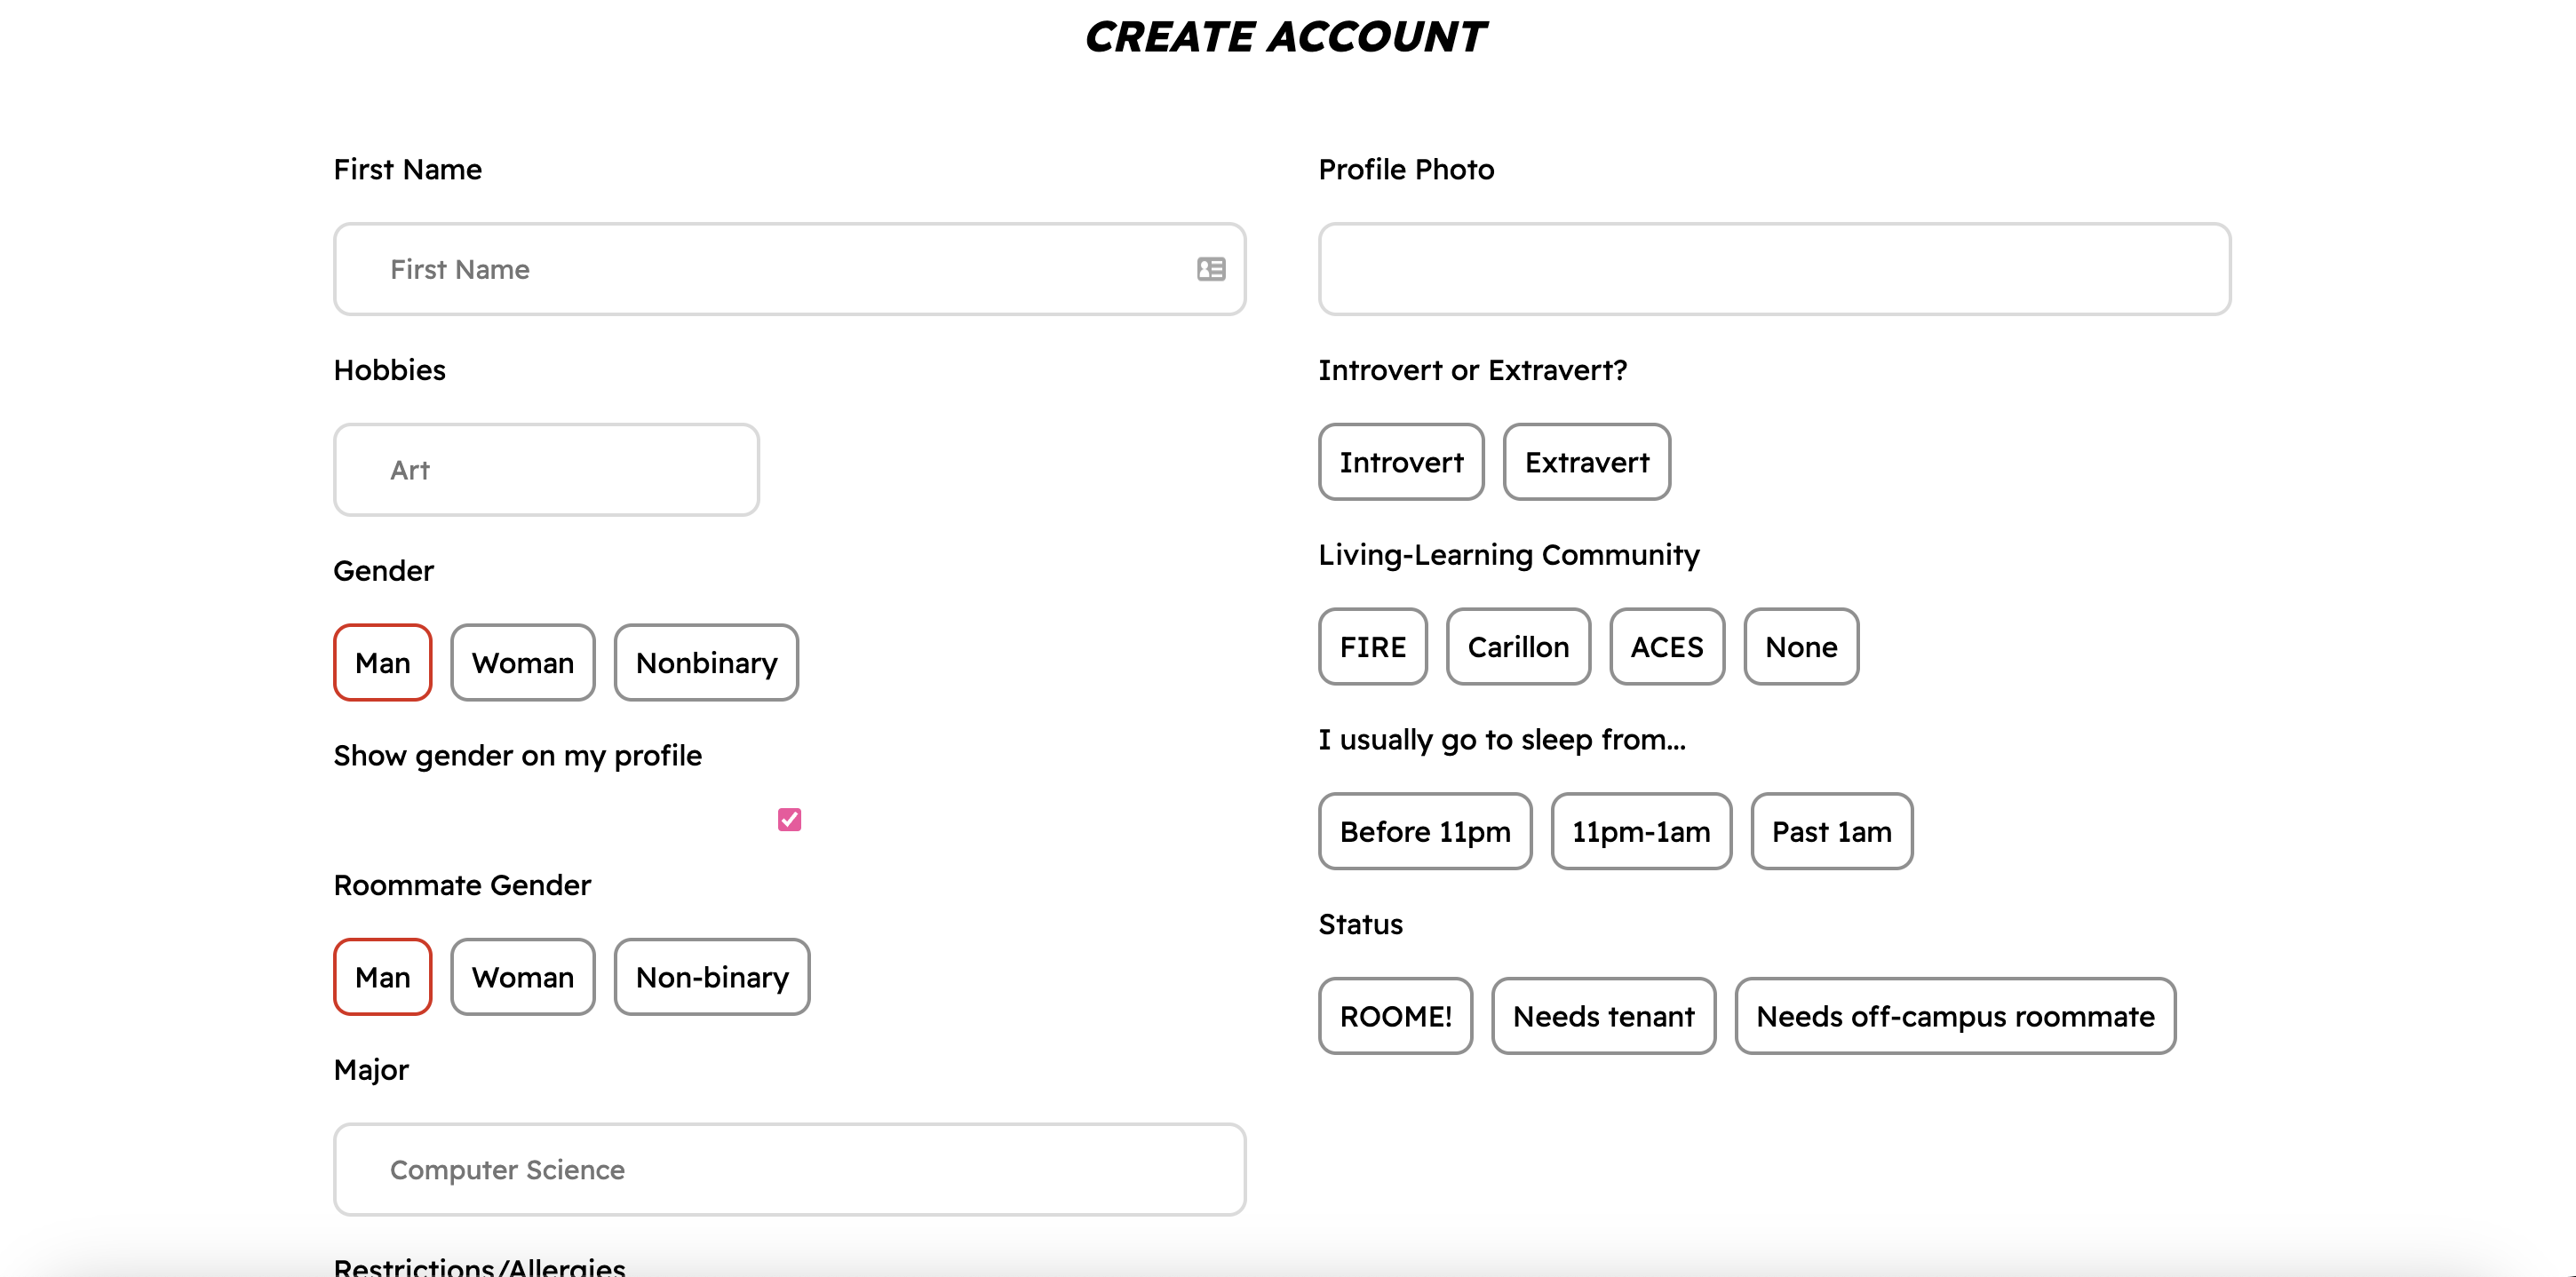 CREATE ACCOUNT
First Name
First Name
Hobbies
Art
Gender
Man Woman Nonbinary
Show gender on my profile
Roommate Gender
Man Woman Non-binary
Major
Computer Science
Restrictions/Allergies
Profile Photo
Introvert or Extravert?
Introvert Extravert
Living-Learning Community
FIRE Carillon ACES None
I usually go to sleep from...
Before 11pm 11pm-1am Past 1am
Status
ROOME! Needs tenant Needs off-campus roommate